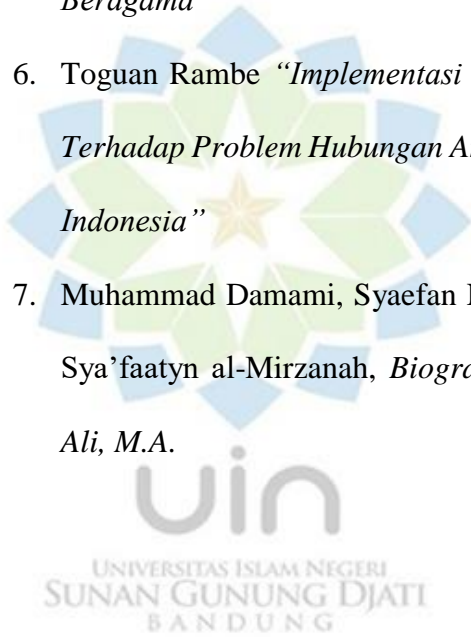 Beragama
6. Toguan Rambe “Implementasi
Terhadap Problem Hubungan A
Indonesia”
7. Muhammad Damami, Syaefan
Sya’faatyn al-Mirzanah, Biogra
Ali, M.A.
uin
UNIVERSITAS ISLAM NEGERI
SUNAN GUNUNG DJATI
BANDUNG